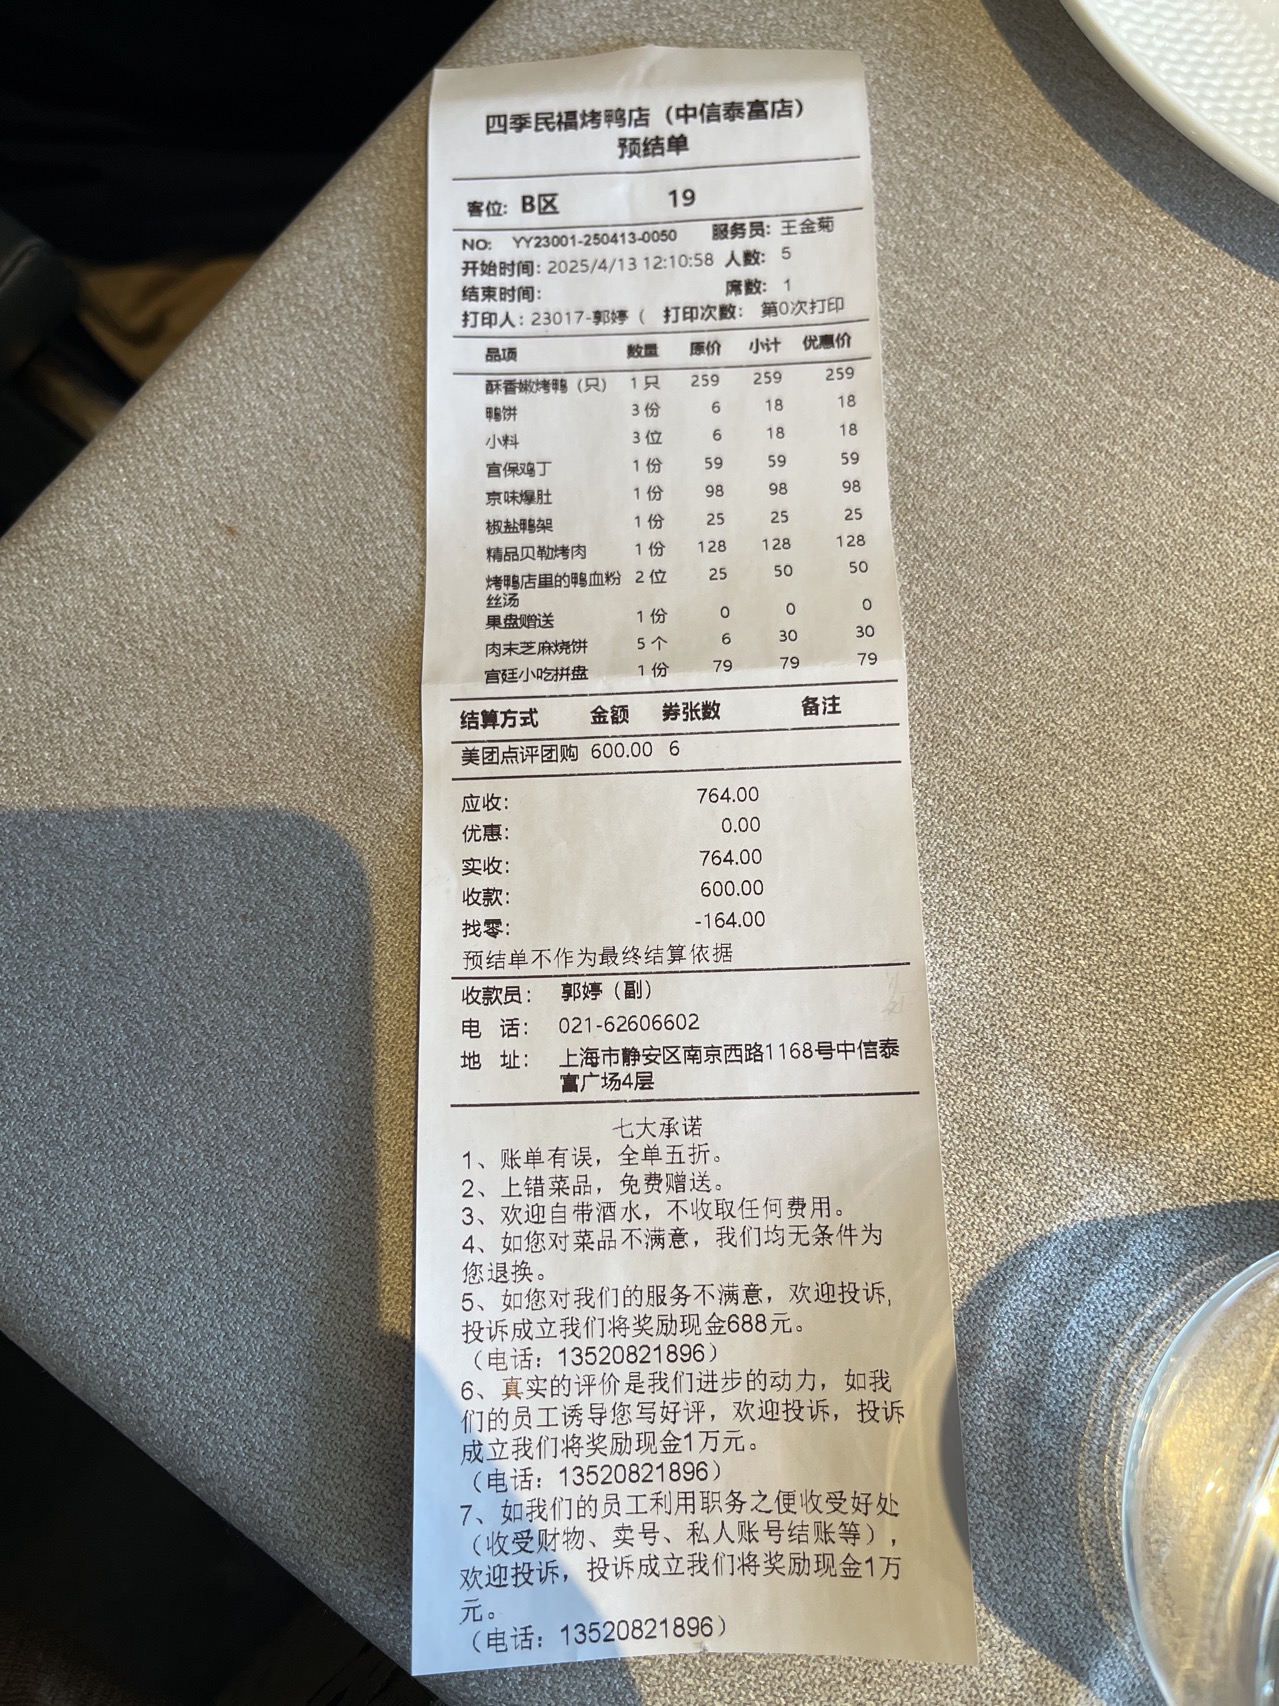 四季民福烤鸭店（中信泰富店）
预结单
客位: B区 19
NO: YY23001-250413-0050 服务员: 王金菊
开始时间: 2025/4/13 12:10:58 人数: 5
结束时间: 席数: 1
打印人: 23017-郭婷（ 打印次数: 第0次打印
品项 数量 原价 小计 优惠价
酥香嫩烤鸭（只） 1 只 259 259 259
鸭饼 3 份 6 18 18
小料 3 位 6 18 18
宫保鸡丁 1 份 59 59 59
京味爆肚 1 份 98 98 98
椒盐鸭架 1 份 25 25 25
精品贝勒烤肉 1 份 128 128 128
烤鸭店里的鸭血粉 2 位 25 50 50
丝汤
果盘赠送 1 份 0 0 0
肉末芝麻烧饼 5 个 6 30 30
宫廷小吃拼盘 1 份 79 79 79
结算方式 金额 券张数 备注
美团点评团购 600.00 6
应收: 764.00
优惠: 0.00
实收: 764.00
收款: 600.00
找零: -164.00
预结单不作为最终结算依据
收款员: 郭婷（副）
电 话: 021-62606602
地 址: 上海市静安区南京西路1168号中信泰
富广场4层
七大承诺
1、账单有误，全单五折。
2、上错菜品，免费赠送。
3、欢迎自带酒水，不收取任何费用。
4、如您对菜品不满意，我们均无条件为
您退换。
5、如您对我们的服务不满意，欢迎投诉,
投诉成立我们将奖励现金688元。
（电话：13520821896）
6、真实的评价是我们进步的动力，如我
们的员工诱导您写好评，欢迎投诉，投诉
成立我们将奖励现金1万元。
（电话：13520821896）
7、如我们的员工利用职务之便收受好处
（收受财物、卖号、私人账号结账等），
欢迎投诉，投诉成立我们将奖励现金1万
元。
（电话：13520821896）